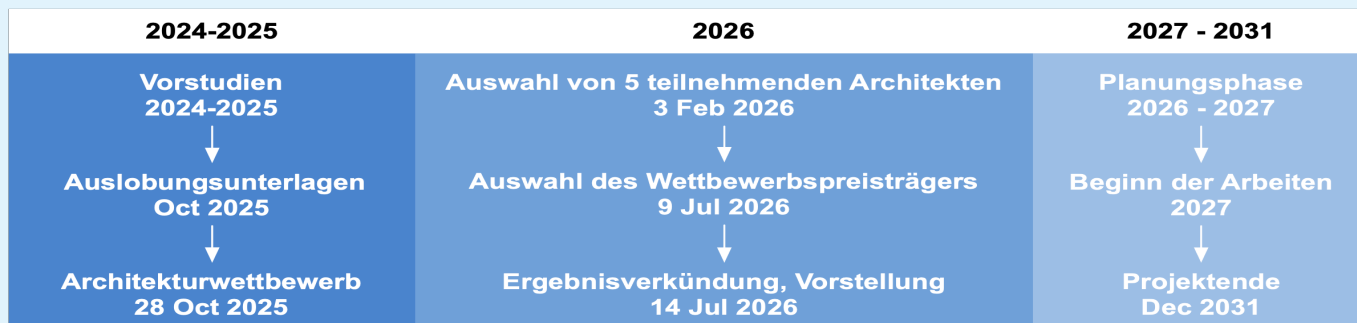 2024-2025
Vorstudien
2024-2025
Auslobungsunterlagen
Oct 2025
Architekturwettbewerb
28 Oct 2025
2026
Auswahl von 5 teilnehmenden Architekten
3 Feb 2026
Auswahl des Wettbewerbspreisträgers
9 Jul 2026
Ergebnisverkündung, Vorstellung
14 Jul 2026
2027 - 2031
Planungsphase
2026 - 2027
Beginn der Arbeiten
2027
Projektende
Dec 2031